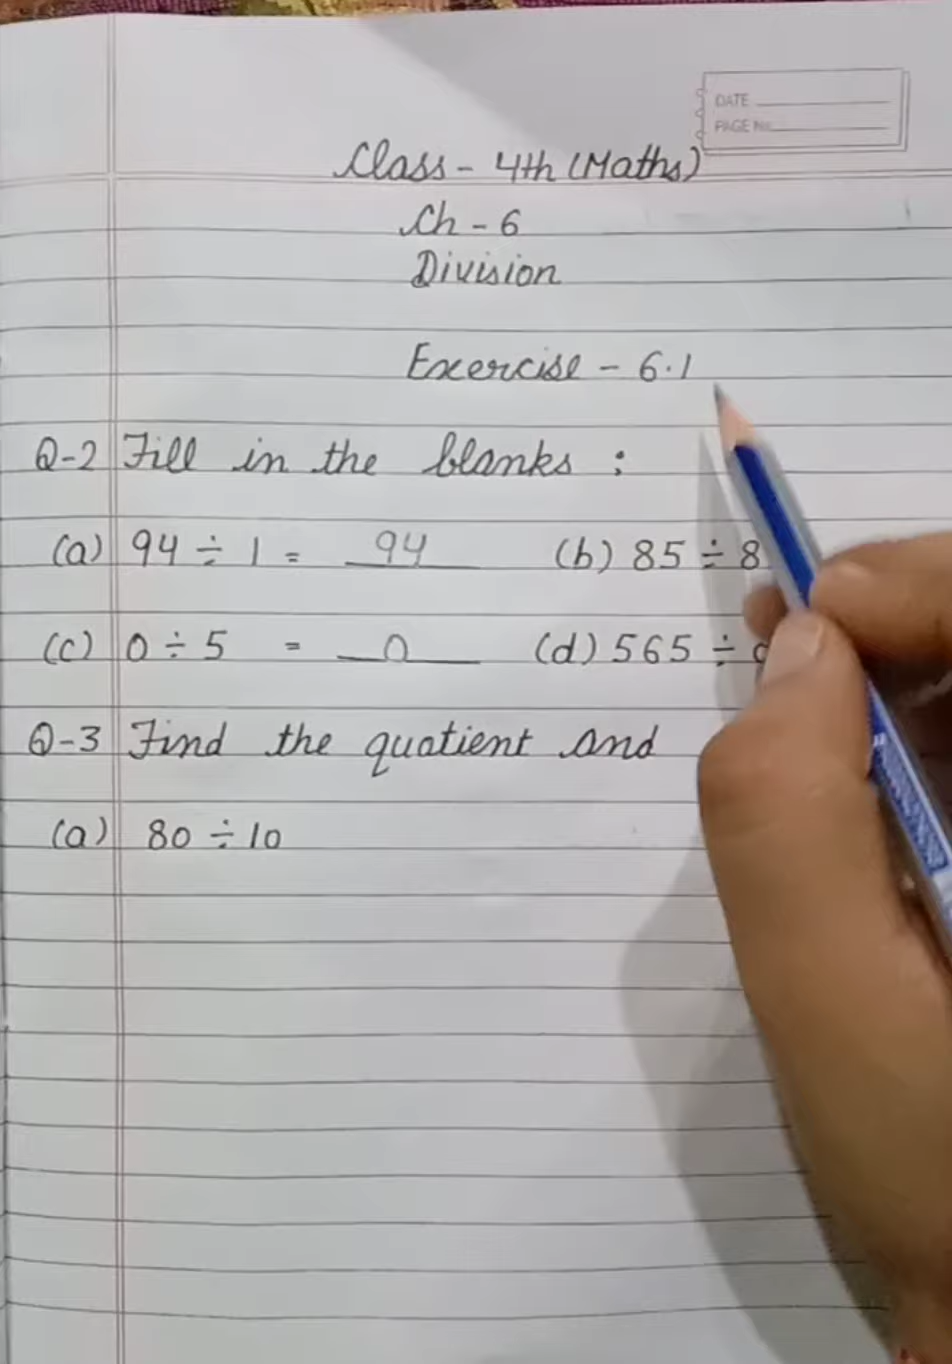 DATE
PAGE No.
Class - 4th (Maths)
Ch - 6
Division
Exercise - 6.1
Q-2 Fill in the blanks :
(a) 94 ÷ 1 = 94 (b) 85 ÷ 8
(c) 0 ÷ 5 = 0 (d) 565 ÷
Q-3 Find the quotient and
(a) 80 ÷ 10